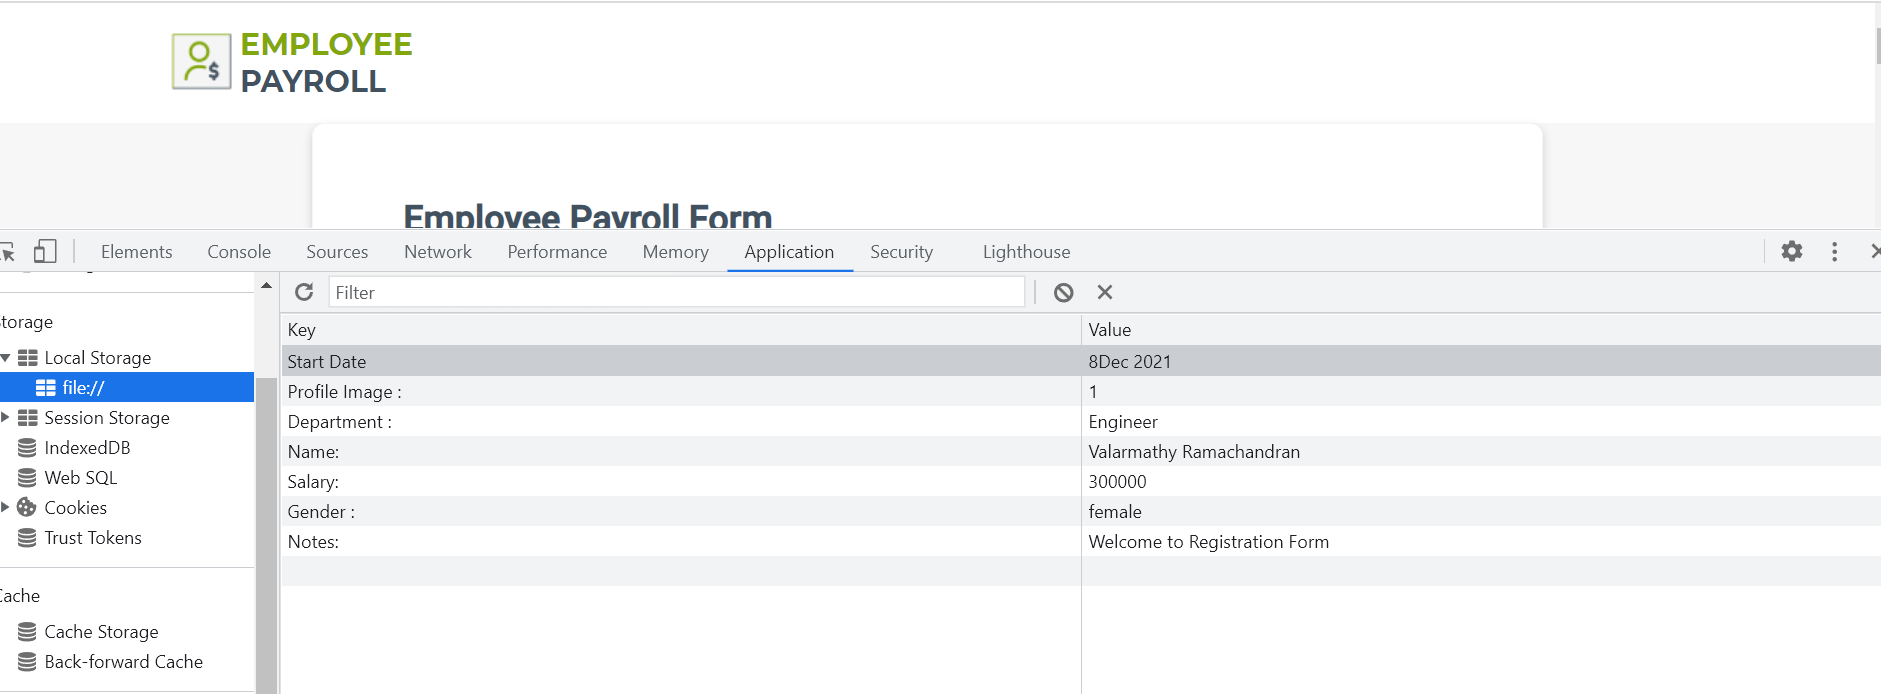 EMPLOYEE
PAYROLL
$
Employee Payroll Form
Elements Console Sources Network Performance Memory Application Security Lighthouse
Filter
torage
Local Storage
file://
Session Storage
IndexedDB
Web SQL
Cookies
Trust Tokens
ache
Cache Storage
Back-forward Cache
Key Value
Start Date 8Dec 2021
Profile Image : 1
Department : Engineer
Name: Valarmathy Ramachandran
Salary: 300000
Gender : female
Notes: Welcome to Registration Form